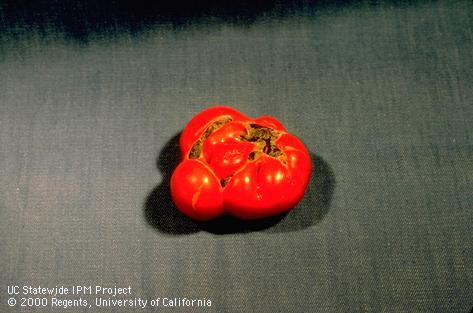 UC Statewide IPM Project
© 2000 Regents, University of California